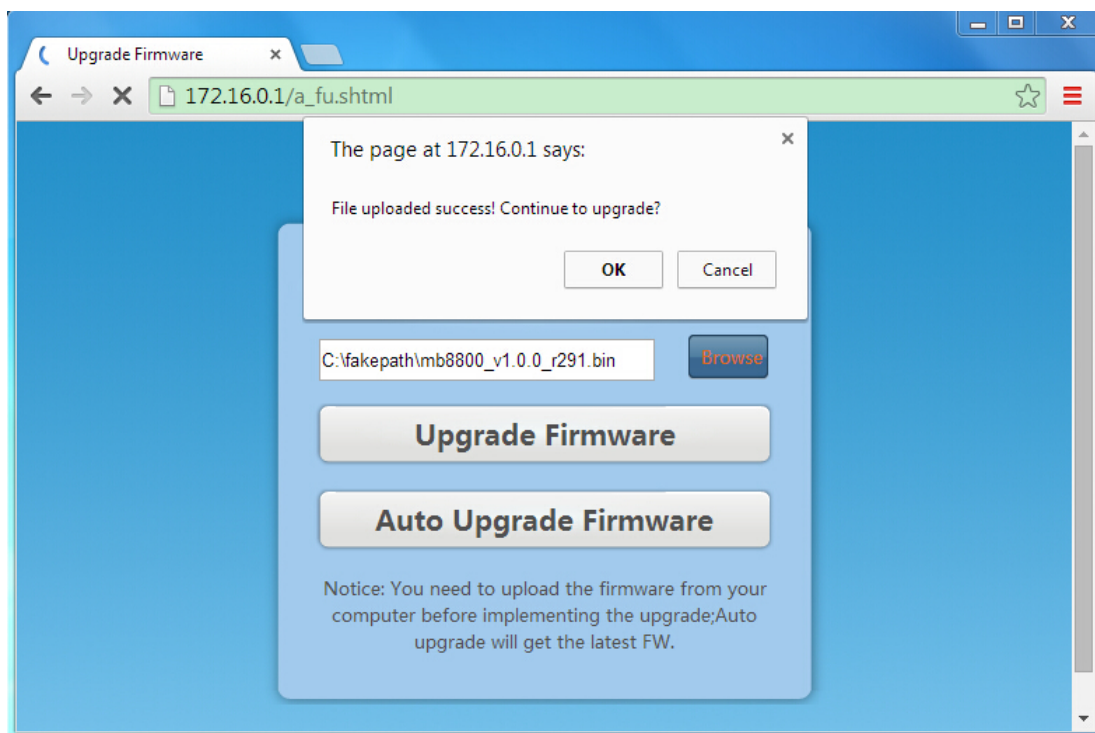 Upgrade Firmware
172.16.0.1/a_fu.shtml
The page at 172.16.0.1 says:
File uploaded success! Continue to upgrade?
OK
Cancel
C:\fakepath\mb8800_v1.0.0_r291.bin
Browse
Upgrade Firmware
Auto Upgrade Firmware
Notice: You need to upload the firmware from your
computer before implementing the upgrade;Auto
upgrade will get the latest FW.